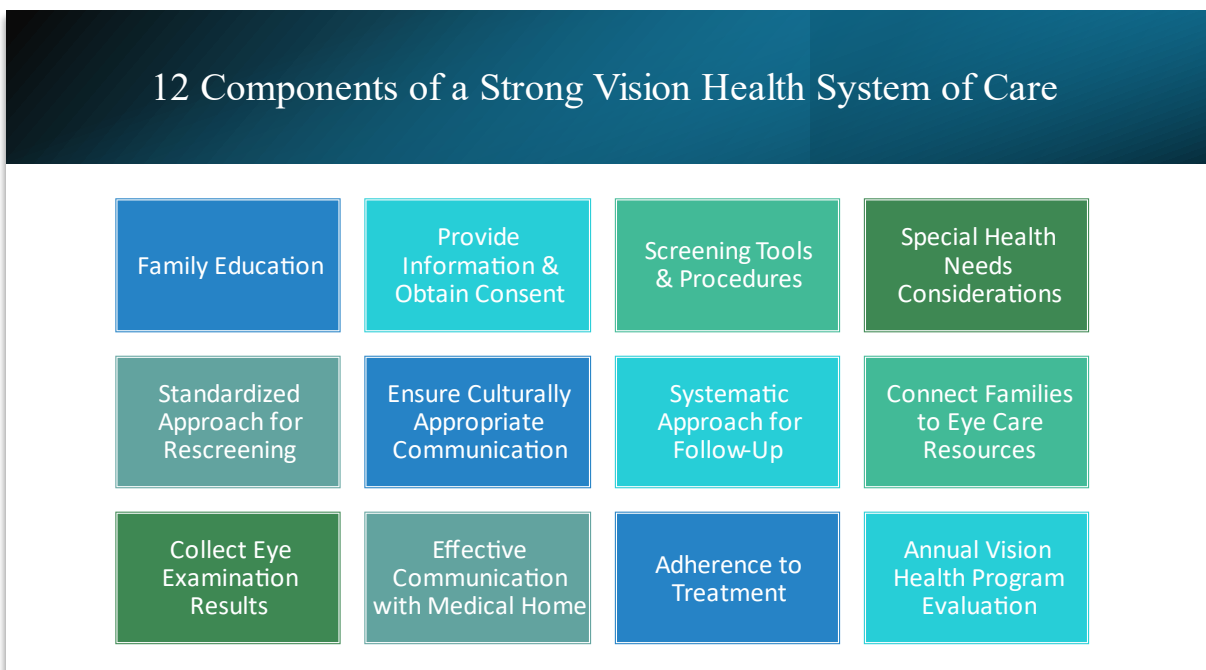 12 Components of a Strong Vision Health System of Care
Family Education
Provide
Information &
Obtain Consent
Screening Tools
& Procedures
Special Health
Needs
Considerations
Standardized
Approach for
Rescreening
Ensure Culturally
Appropriate
Communication
Systematic
Approach for
Follow-Up
Connect Families
to Eye Care
Resources
Collect Eye
Examination
Results
Effective
Communication
with Medical Home
Adherence to
Treatment
Annual Vision
Health Program
Evaluation